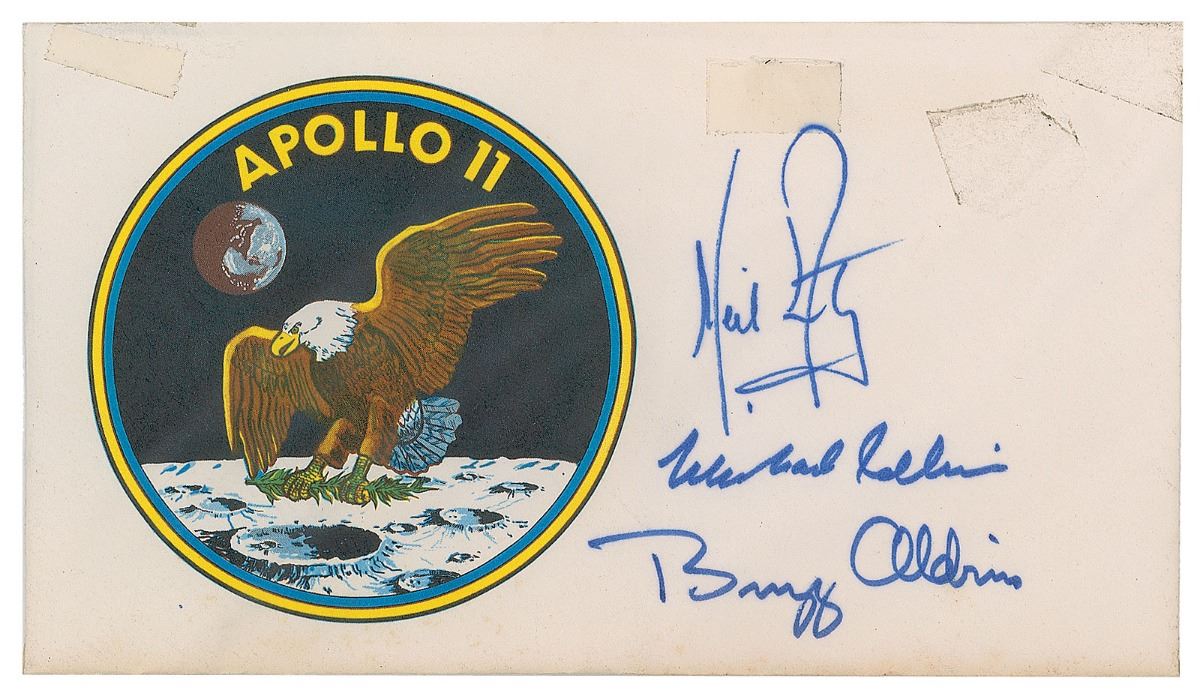 APOLLO 11
Neil
Michael Collins
Buzz Aldrin